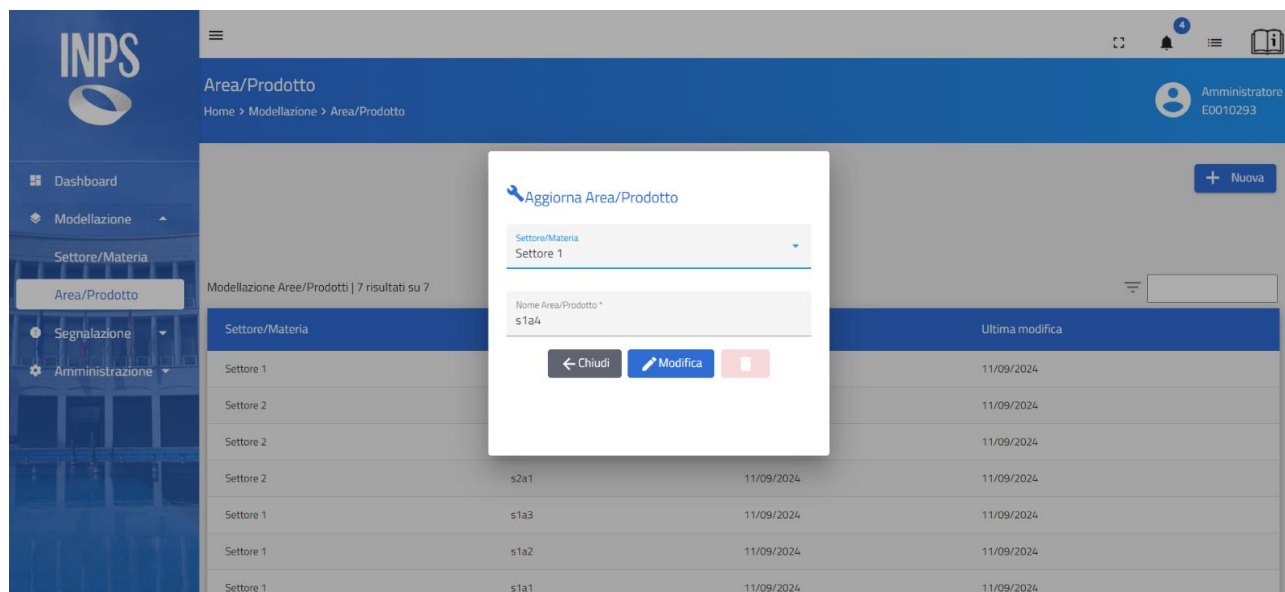 INPS
4
i
Area/Prodotto
Home > Modellazione > Area/Prodotto
Amministratore
E0010293
Dashboard
Modellazione
Settore/Materia
Area/Prodotto
Segnalazione
Amministrazione
+ Nuova
Modellazione Aree/Prodotti | 7 risultati su 7
Settore/Materia Ultima modifica
Settore 1 11/09/2024
Settore 2 11/09/2024
Settore 2 11/09/2024
Settore 2 s2a1 11/09/2024 11/09/2024
Settore 1 s1a3 11/09/2024 11/09/2024
Settore 1 s1a2 11/09/2024 11/09/2024
Settore 1 s1a1 11/09/2024 11/09/2024
Aggiorna Area/Prodotto
Settore/Materia
Settore 1
Nome Area/Prodotto *
s1a4
Chiudi Modifica